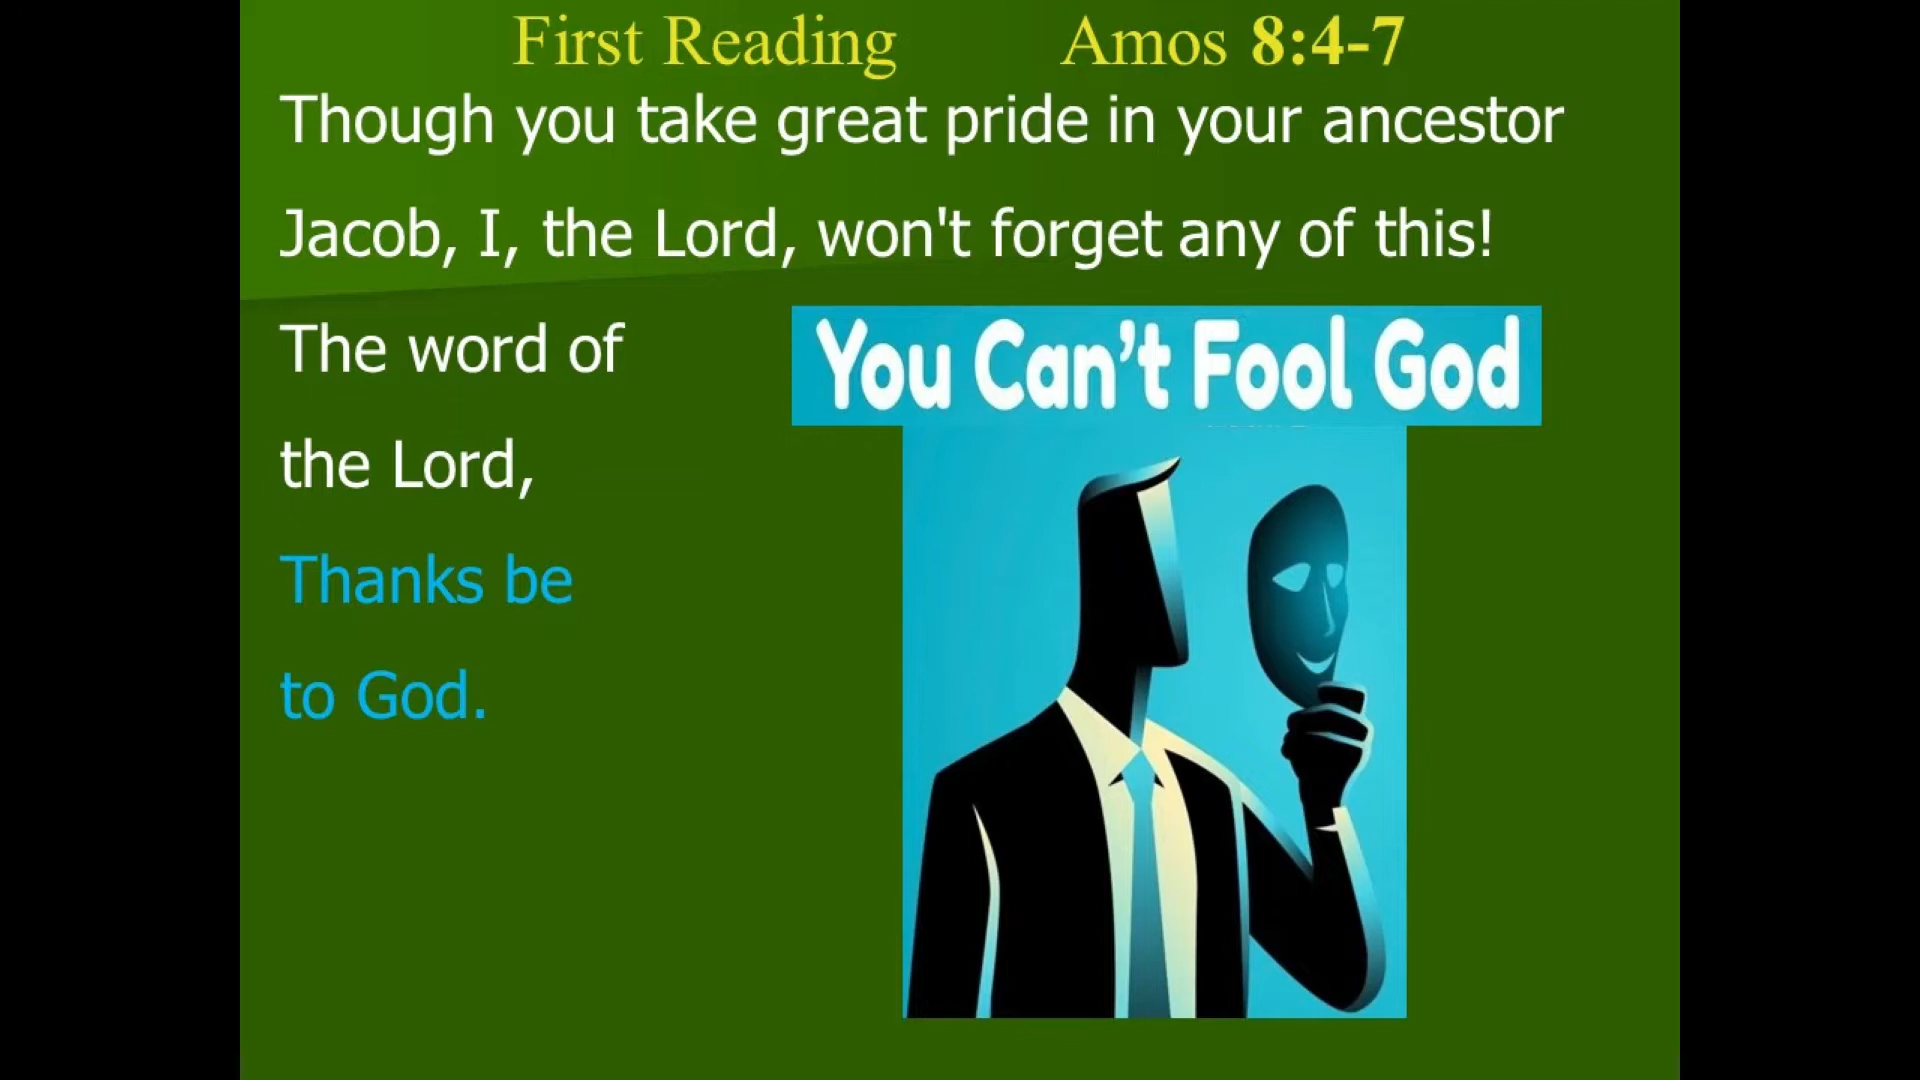 First Reading Amos 8:4-7
Though you take great pride in your ancestor
Jacob, I, the Lord, won't forget any of this!
The word of
the Lord,
Thanks be
to God.
You Can't Fool God